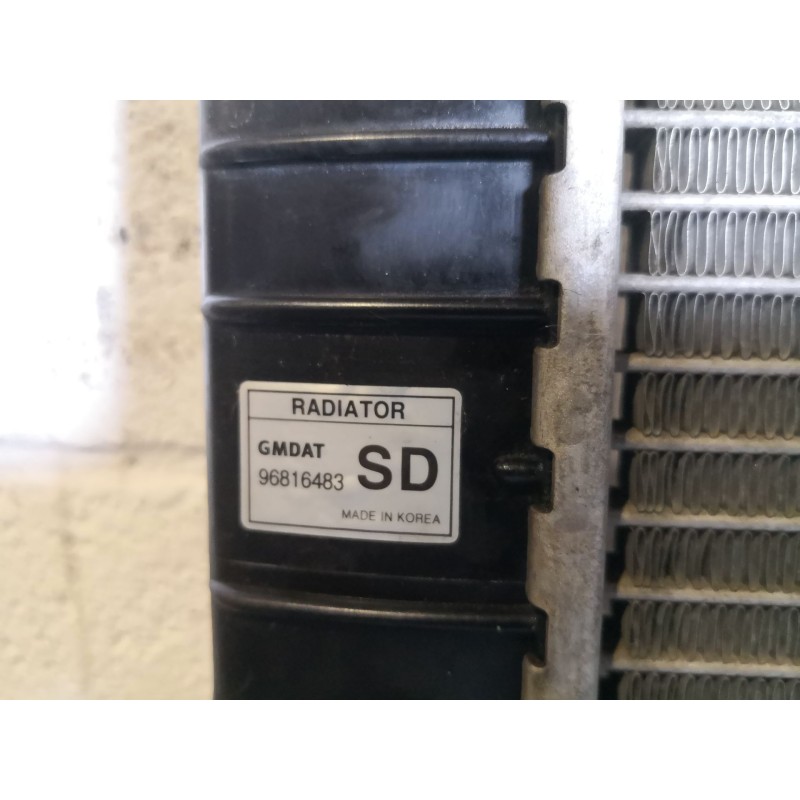 RADIATOR
GMDAT
96816483 SD
MADE IN KOREA